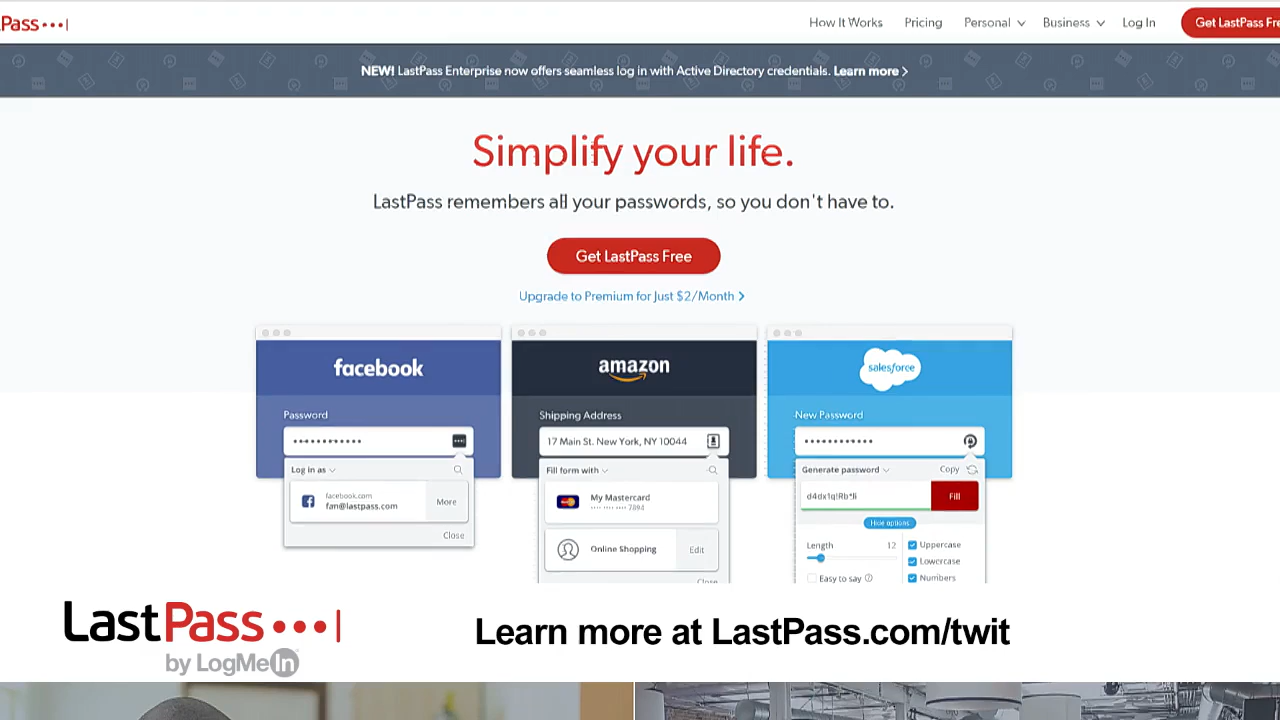 Pass
How It Works Pricing Personal Business Log In Get LastPass Fre
NEW! LastPass Enterprise now offers seamless log in with Active Directory credentials. Learn more >
Simplify your life.
LastPass remembers all your passwords, so you don't have to.
Get LastPass Free
Upgrade to Premium for Just $2/Month >
facebook
Password
Log in as
facebook.com
fan@lastpass.com
More
Close
amazon
Shipping Address
17 Main St. New York, NY 10044
Fill form with
My Mastercard
7894
Online Shopping
Edit
Close
salesforce
New Password
Generate password Copy
Fill
Hide options
Length 12
Easy to say
Uppercase
Lowercase
Numbers
LastPass
by LogMeIn
Learn more at LastPass.com/twit